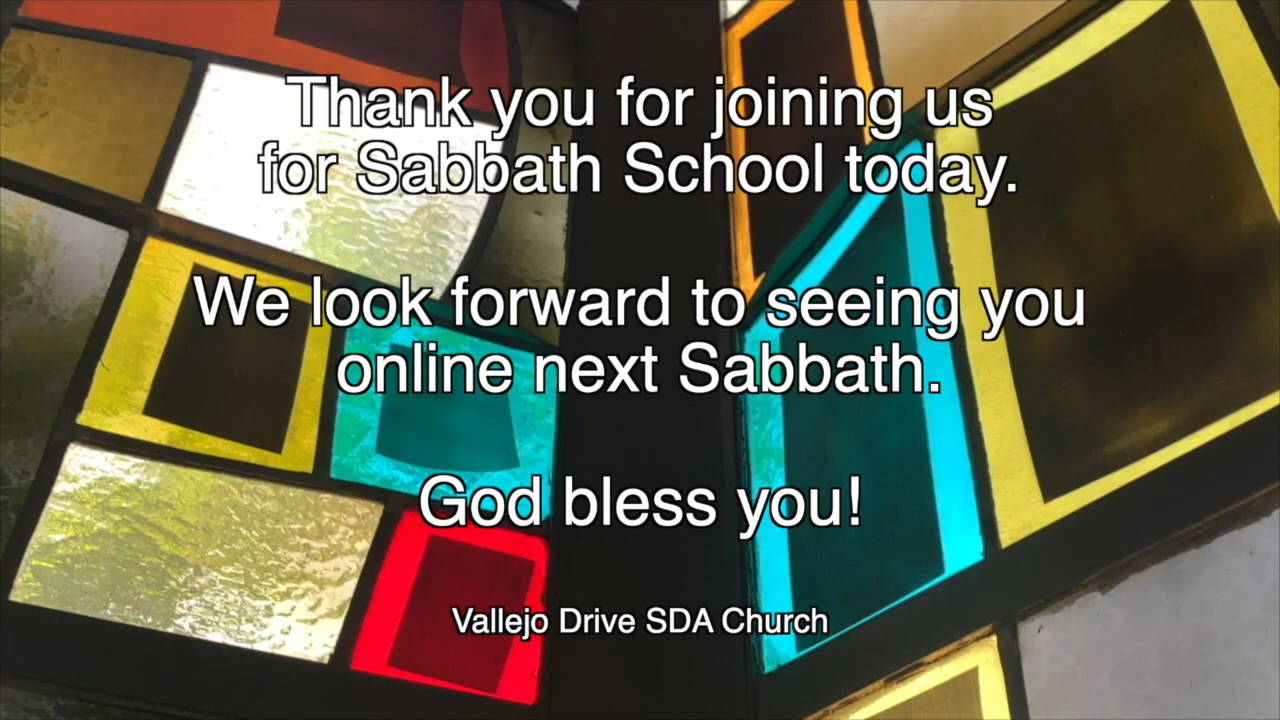 Thank you for joining us
for Sabbath School today.
We look forward to seeing you
online next Sabbath.
God bless you!
Vallejo Drive SDA Church